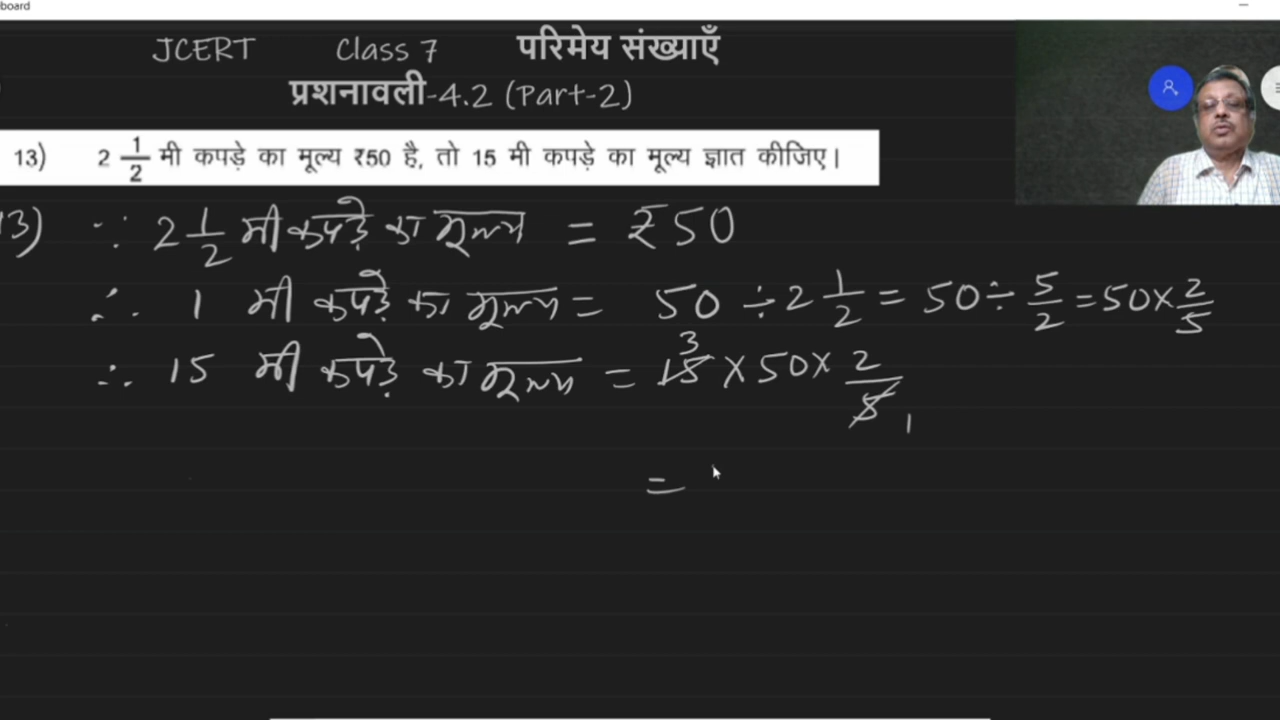 board
JCERT Class 7 परिमेय संख्याएँ
प्रशनावली-4.2 (Part-2)
13) 2 1/2 मी कपड़े का मूल्य ₹50 है, तो 15 मी कपड़े का मूल्य ज्ञात कीजिए।
13) ∵ 2 1/2 मी कपड़े का मूल्य = ₹50
∴ 1 मी कपड़े का मूल्य = 50 ÷ 2 1/2 = 50 ÷ 5/2 = 50 × 2/5
∴ 15 मी कपड़े का मूल्य = 15 3 × 50 × 2/5 1
=